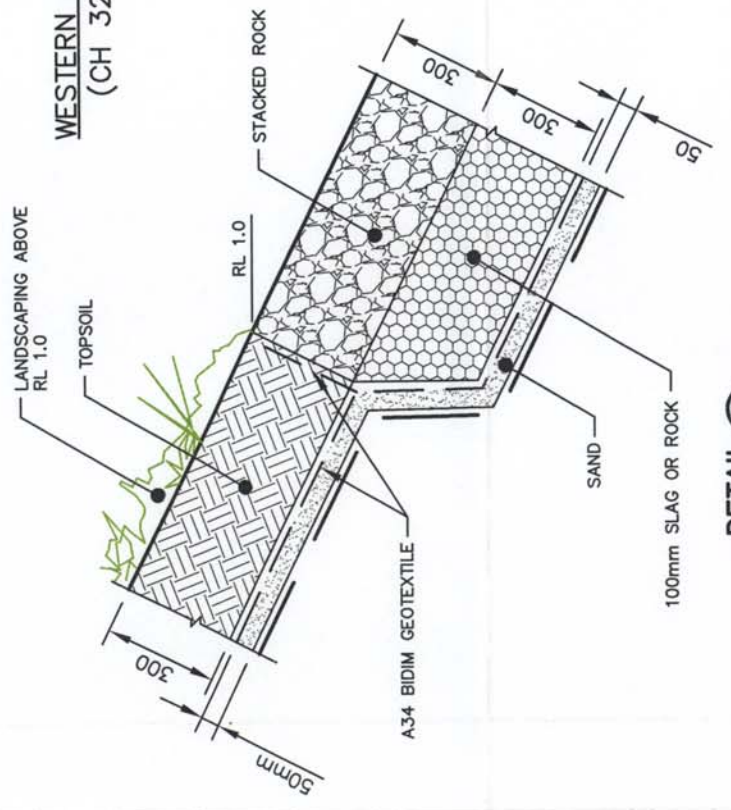 WESTERN
(CH 32
LANDSCAPING ABOVE
RL 1.0
TOPSOIL
RL 1.0
STACKED ROCK
300
300
50
300
50mm
A34 BIDIM GEOTEXTILE
SAND
100mm SLAG OR ROCK